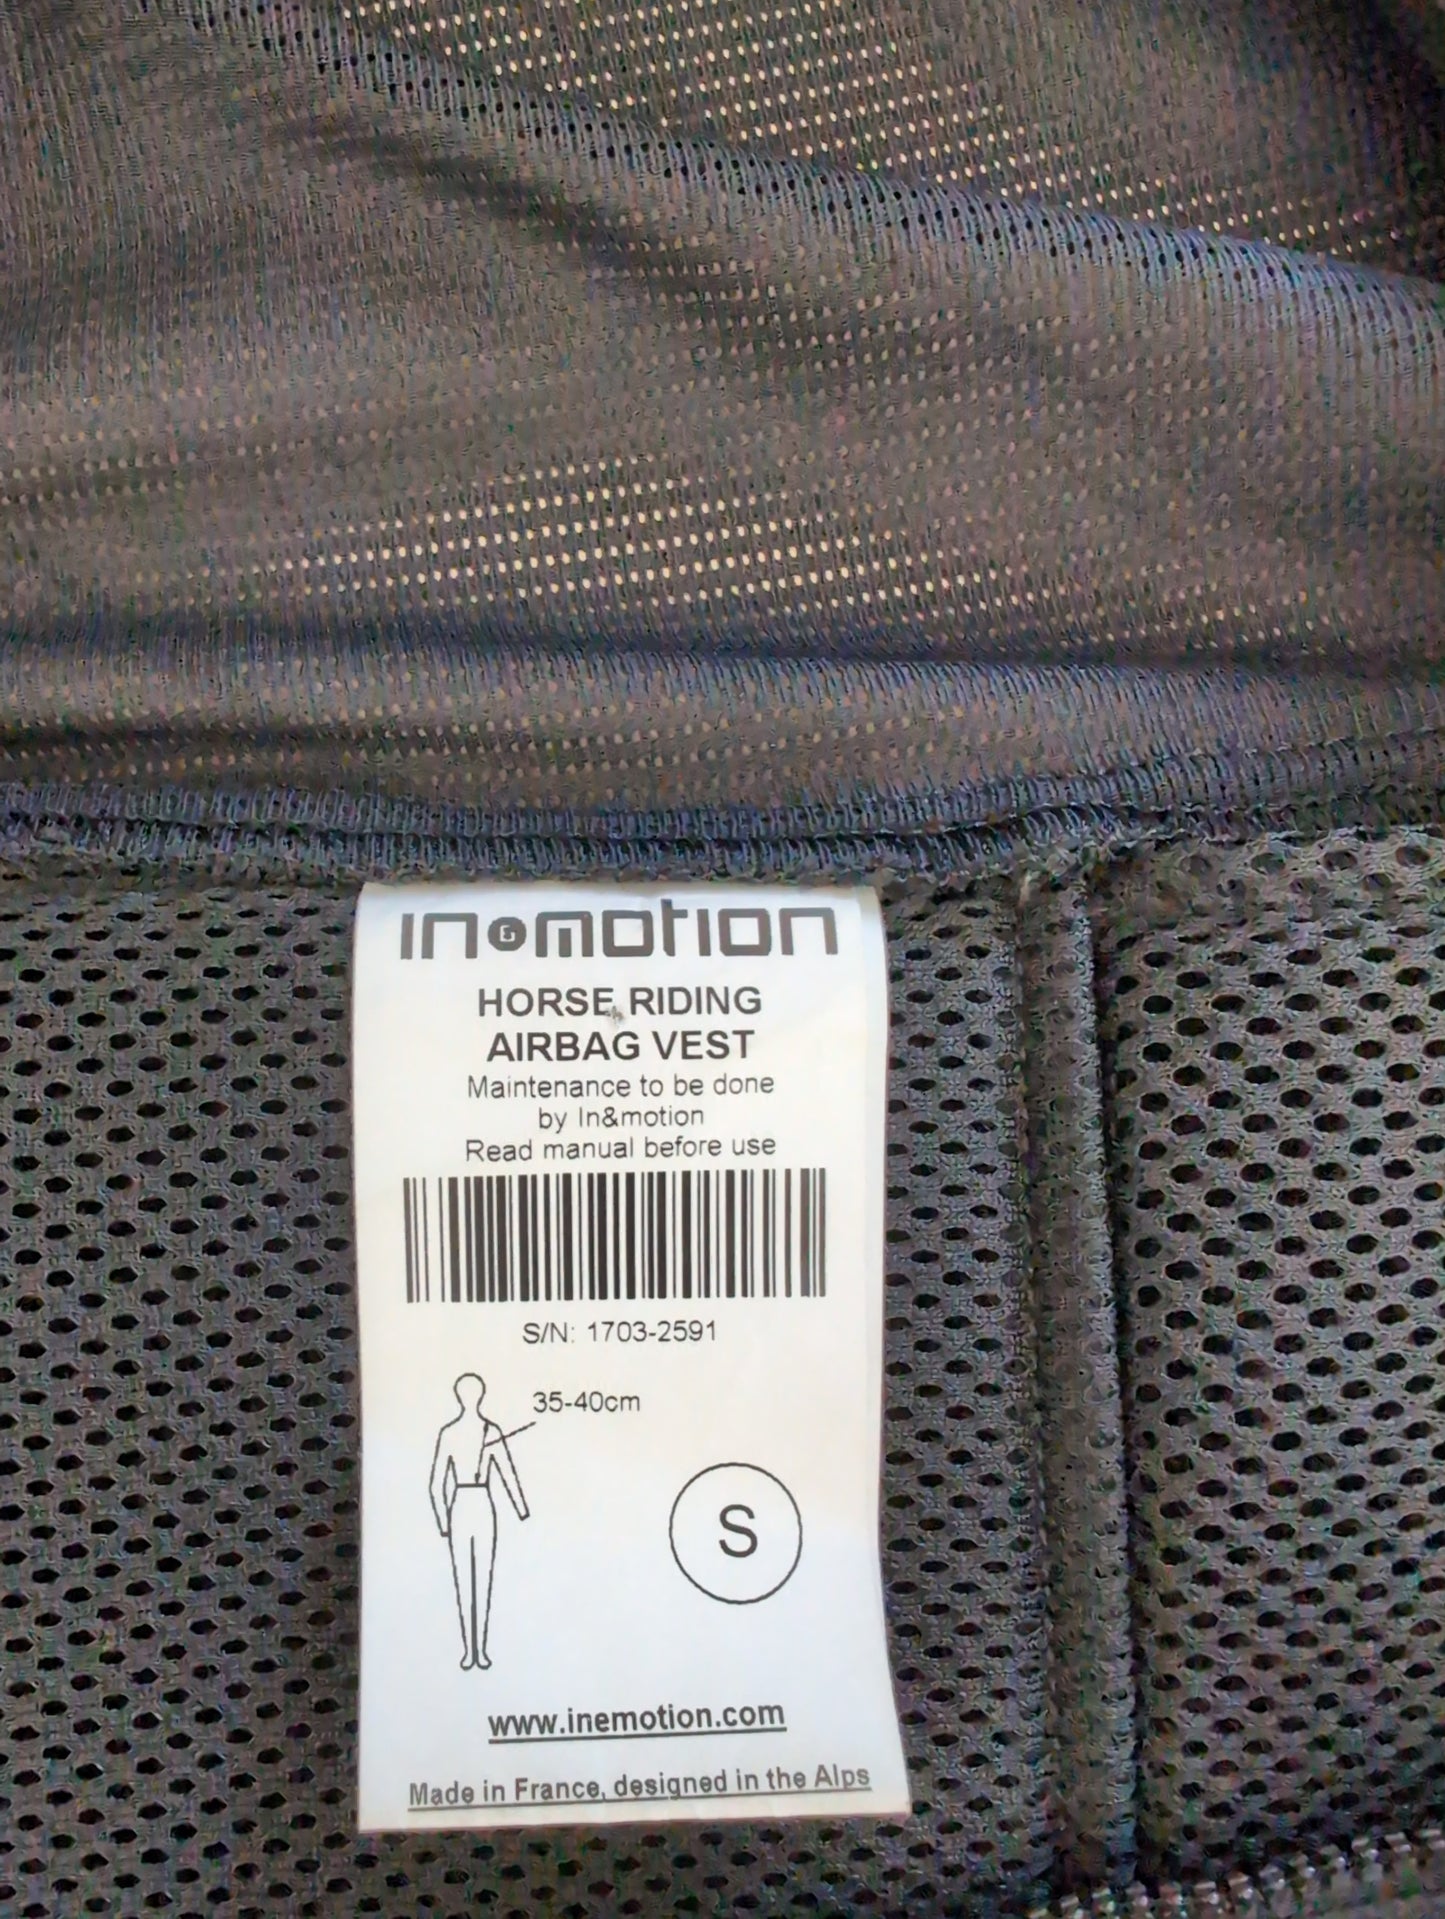 IN&MOTION
HORSE RIDING
AIRBAG VEST
Maintenance to be done
by In&motion
Read manual before use
S/N: 1703-2591
35-40cm
S
www.inemotion.com
Made in France, designed in the Alps